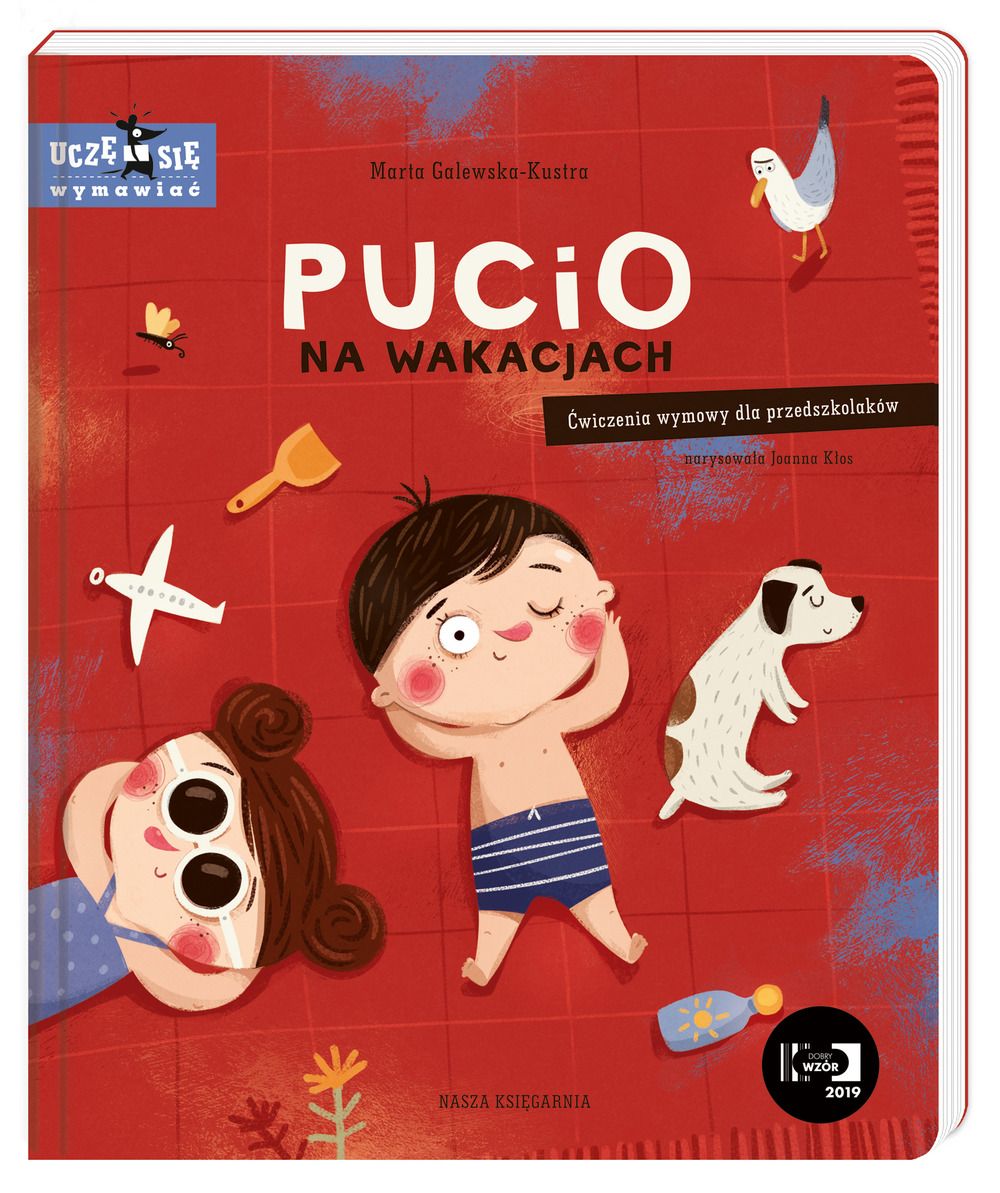 UCZĘ SIĘ
wymawiać
Marta Galewska-Kustra
PUCiO
NA WAKACJACH
Ćwiczenia wymowy dla przedszkolaków
narysowała Joanna Kłos
NASZA KSIĘGARNIA
DOBRY
WZÓR
2019